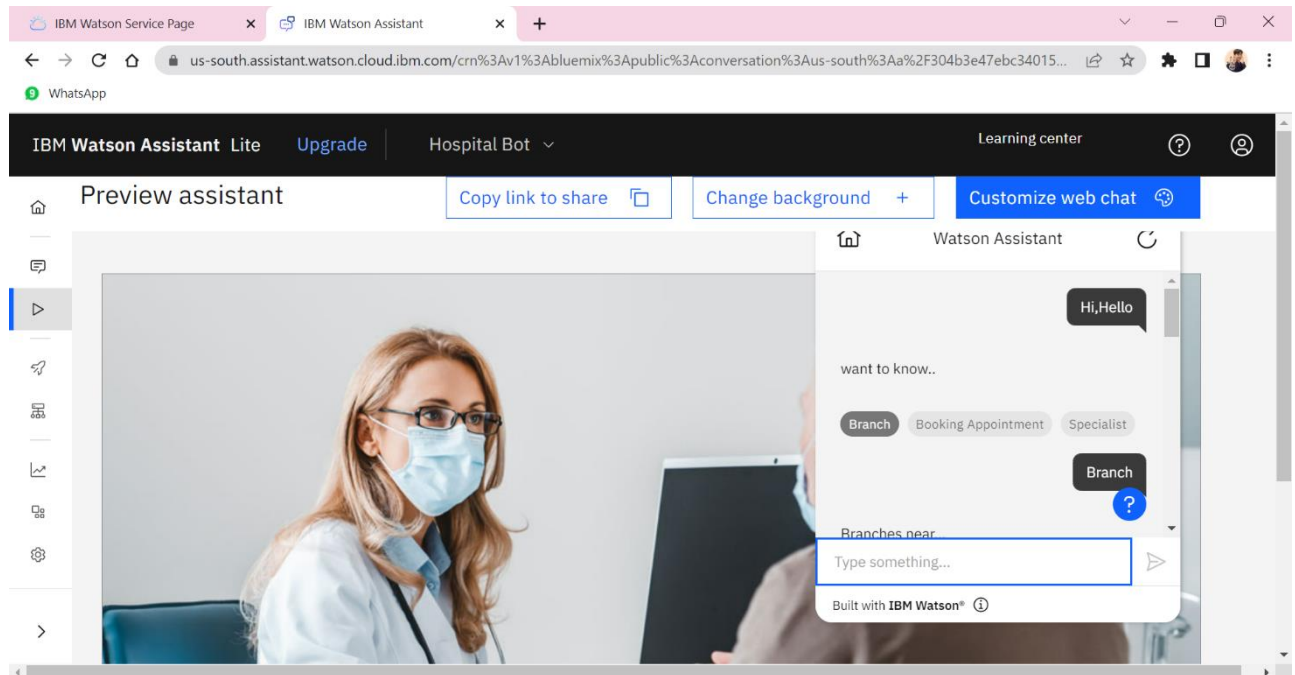 IBM Watson Service Page
IBM Watson Assistant
us-south.assistant.watson.cloud.ibm.com/crn%3Av1%3Abluemix%3Apublic%3Aconversation%3Aus-south%3Aa%2F304b3e47ebc34015...
WhatsApp
IBM Watson Assistant Lite Upgrade Hospital Bot Learning center
Preview assistant Copy link to share Change background + Customize web chat
Watson Assistant
Hi,Hello
want to know..
Branch Booking Appointment Specialist
Branch
?
Branches near...
Type something...
Built with IBM Watson®